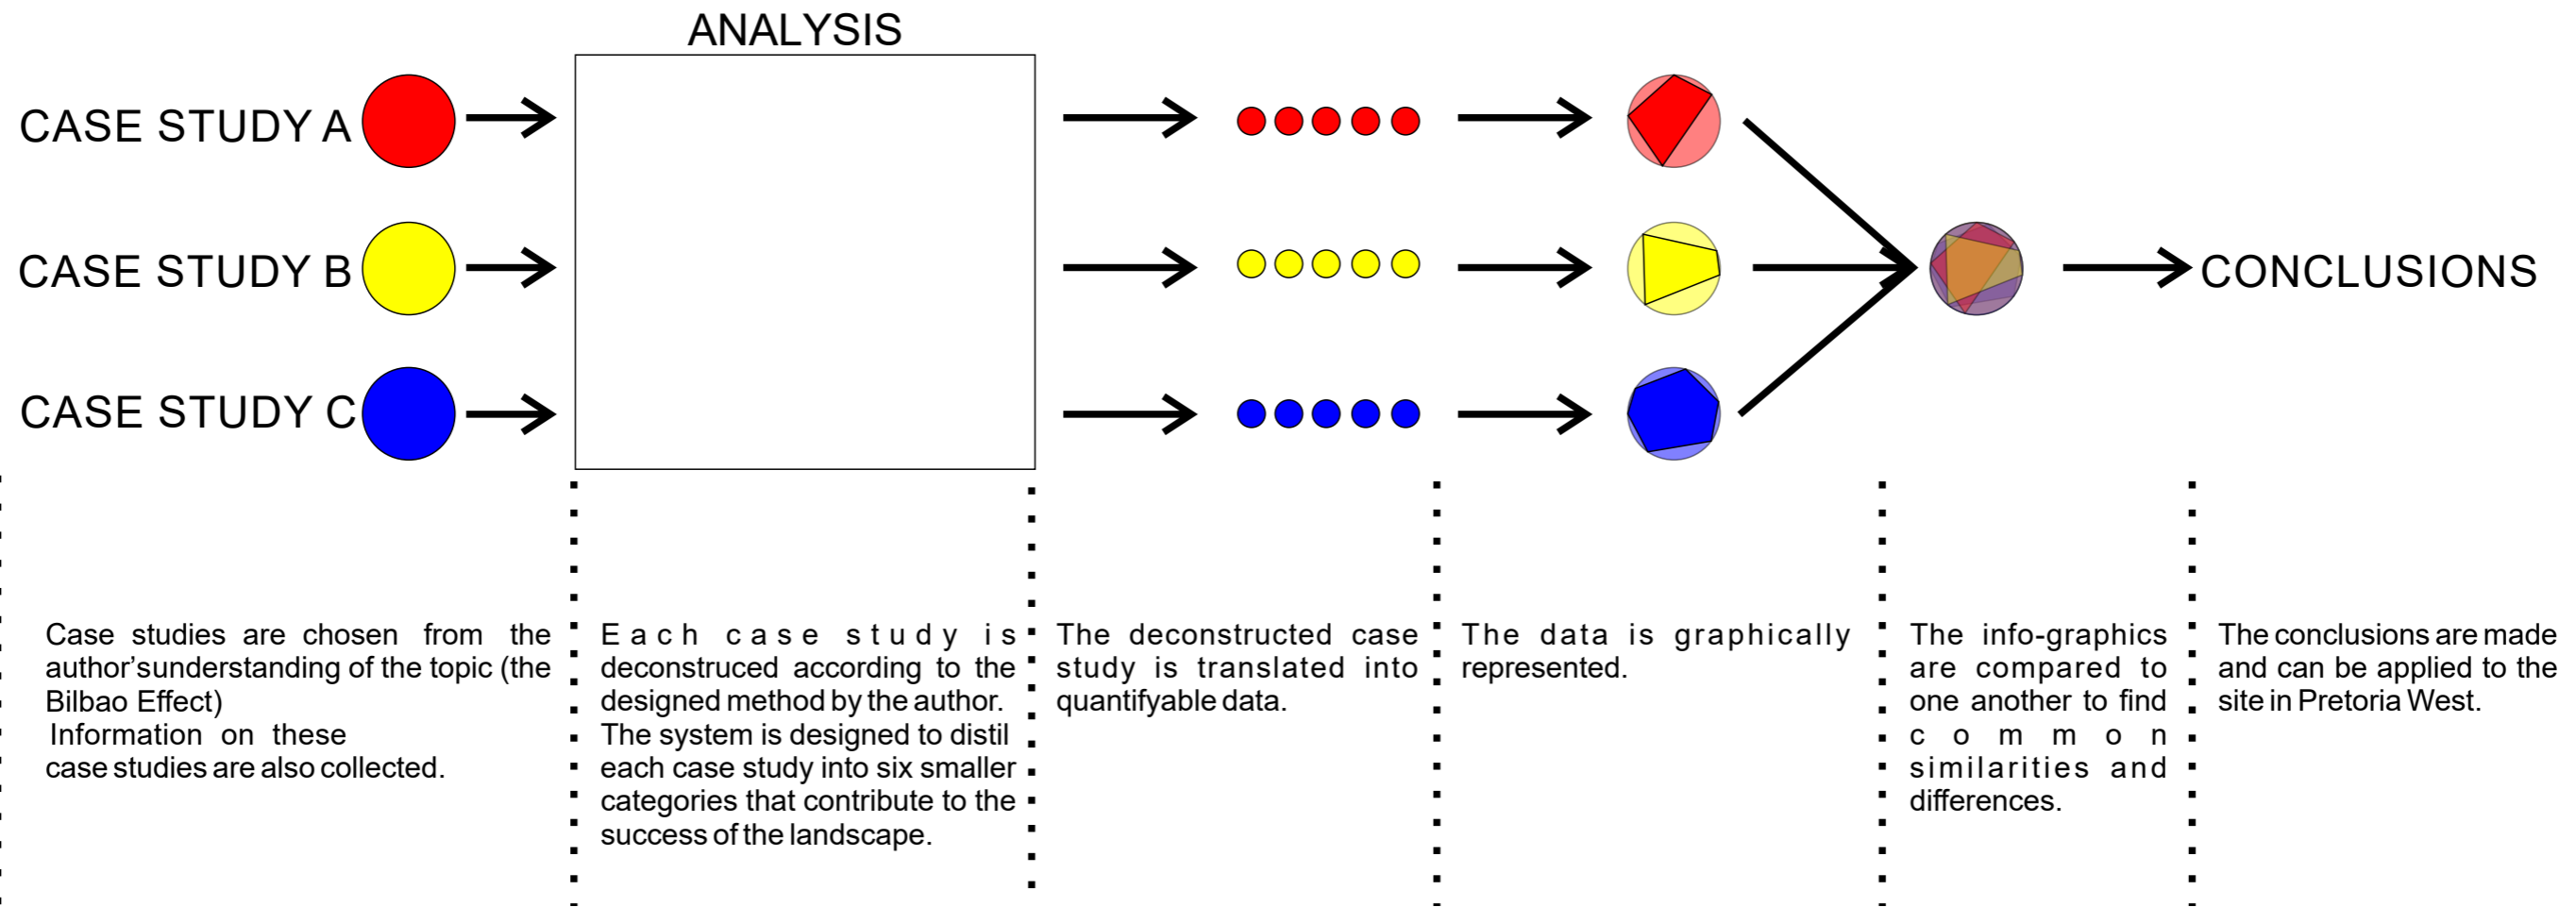 ANALYSIS
CASE STUDY A
CASE STUDY B
CONCLUSIONS
CASE STUDY C
Case studies are chosen from the
author'sunderstanding of the topic (the
Bilbao Effect)
Information on these
case studies are also collected.
Each case study is
deconstruced according to the
designed method by the author.
The system is designed to distil
each case study into six smaller
categories that contribute to the
success of the landscape.
The deconstructed case
study is translated into
quantifyable data.
The data is graphically
represented.
The info-graphics
are compared to
one another to find
common
similarities and
differences.
The conclusions are made
and can be applied to the
site in Pretoria West.